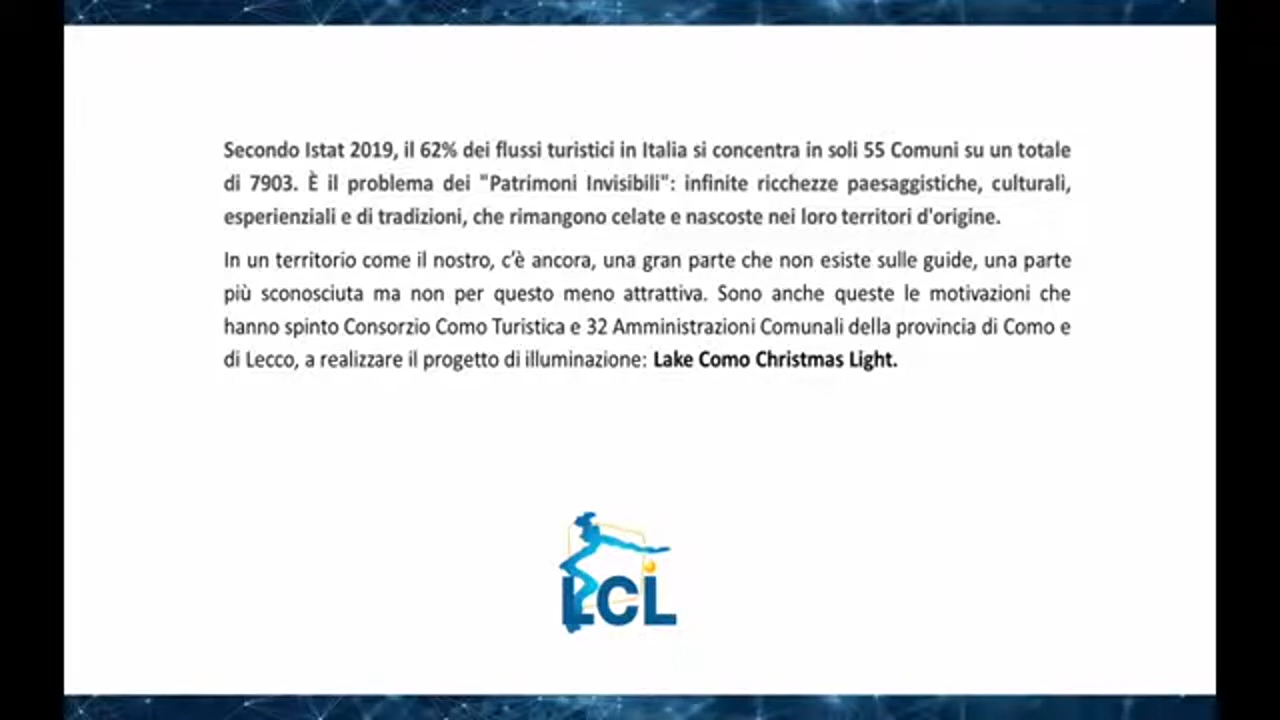 Secondo Istat 2019, il 62% dei flussi turistici in Italia si concentra in soli 55 Comuni su un totale
di 7903. È il problema dei "Patrimoni Invisibili": infinite ricchezze paesaggistiche, culturali,
esperienziali e di tradizioni, che rimangono celate e nascoste nei loro territori d'origine.
In un territorio come il nostro, c'è ancora, una gran parte che non esiste sulle guide, una parte
più sconosciuta ma non per questo meno attrattiva. Sono anche queste le motivazioni che
hanno spinto Consorzio Como Turistica e 32 Amministrazioni Comunali della provincia di Como e
di Lecco, a realizzare il progetto di illuminazione: Lake Como Christmas Light.
LCL